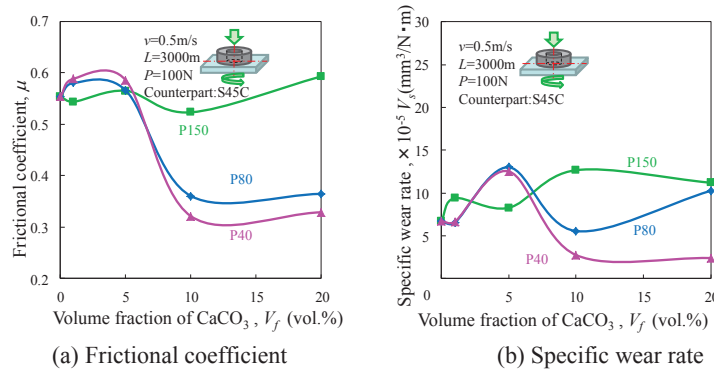 0.7
0.6
0.5
0.4
0.3
0.2
Frictional coefficient, μ
v=0.5m/s
L=3000m
P=100N
Counterpart:S45C
P150
P80
P40
0 5 10 15 20
Volume fraction of CaCO3 , Vf (vol.%)
(a) Frictional coefficient
30
25
20
15
10
5
0
Specific wear rate , × 10-5 Vs(mm3/N・m)
v=0.5m/s
L=3000m
P=100N
Counterpart:S45C
P150
P80
P40
0 5 10 15 20
Volume fraction of CaCO3 , Vf (vol.%)
(b) Specific wear rate